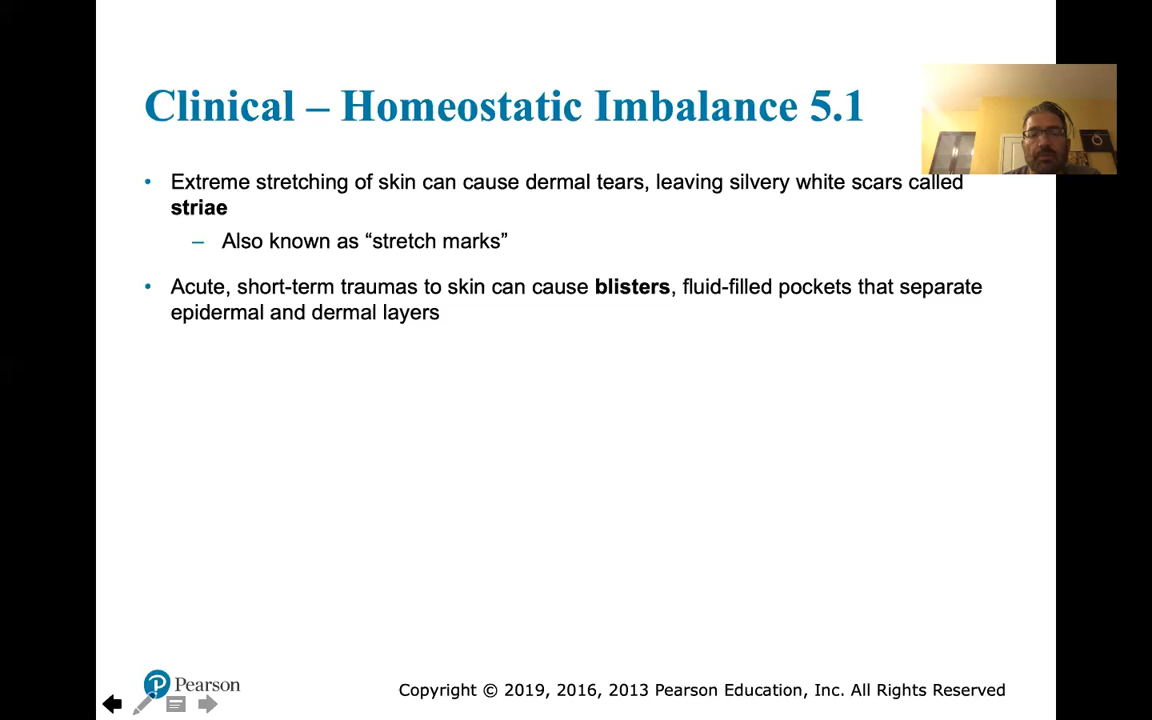 Clinical – Homeostatic Imbalance 5.1
• Extreme stretching of skin can cause dermal tears, leaving silvery white scars called
striae
– Also known as “stretch marks”
• Acute, short-term traumas to skin can cause blisters, fluid-filled pockets that separate
epidermal and dermal layers
Pearson
Copyright © 2019, 2016, 2013 Pearson Education, Inc. All Rights Reserved